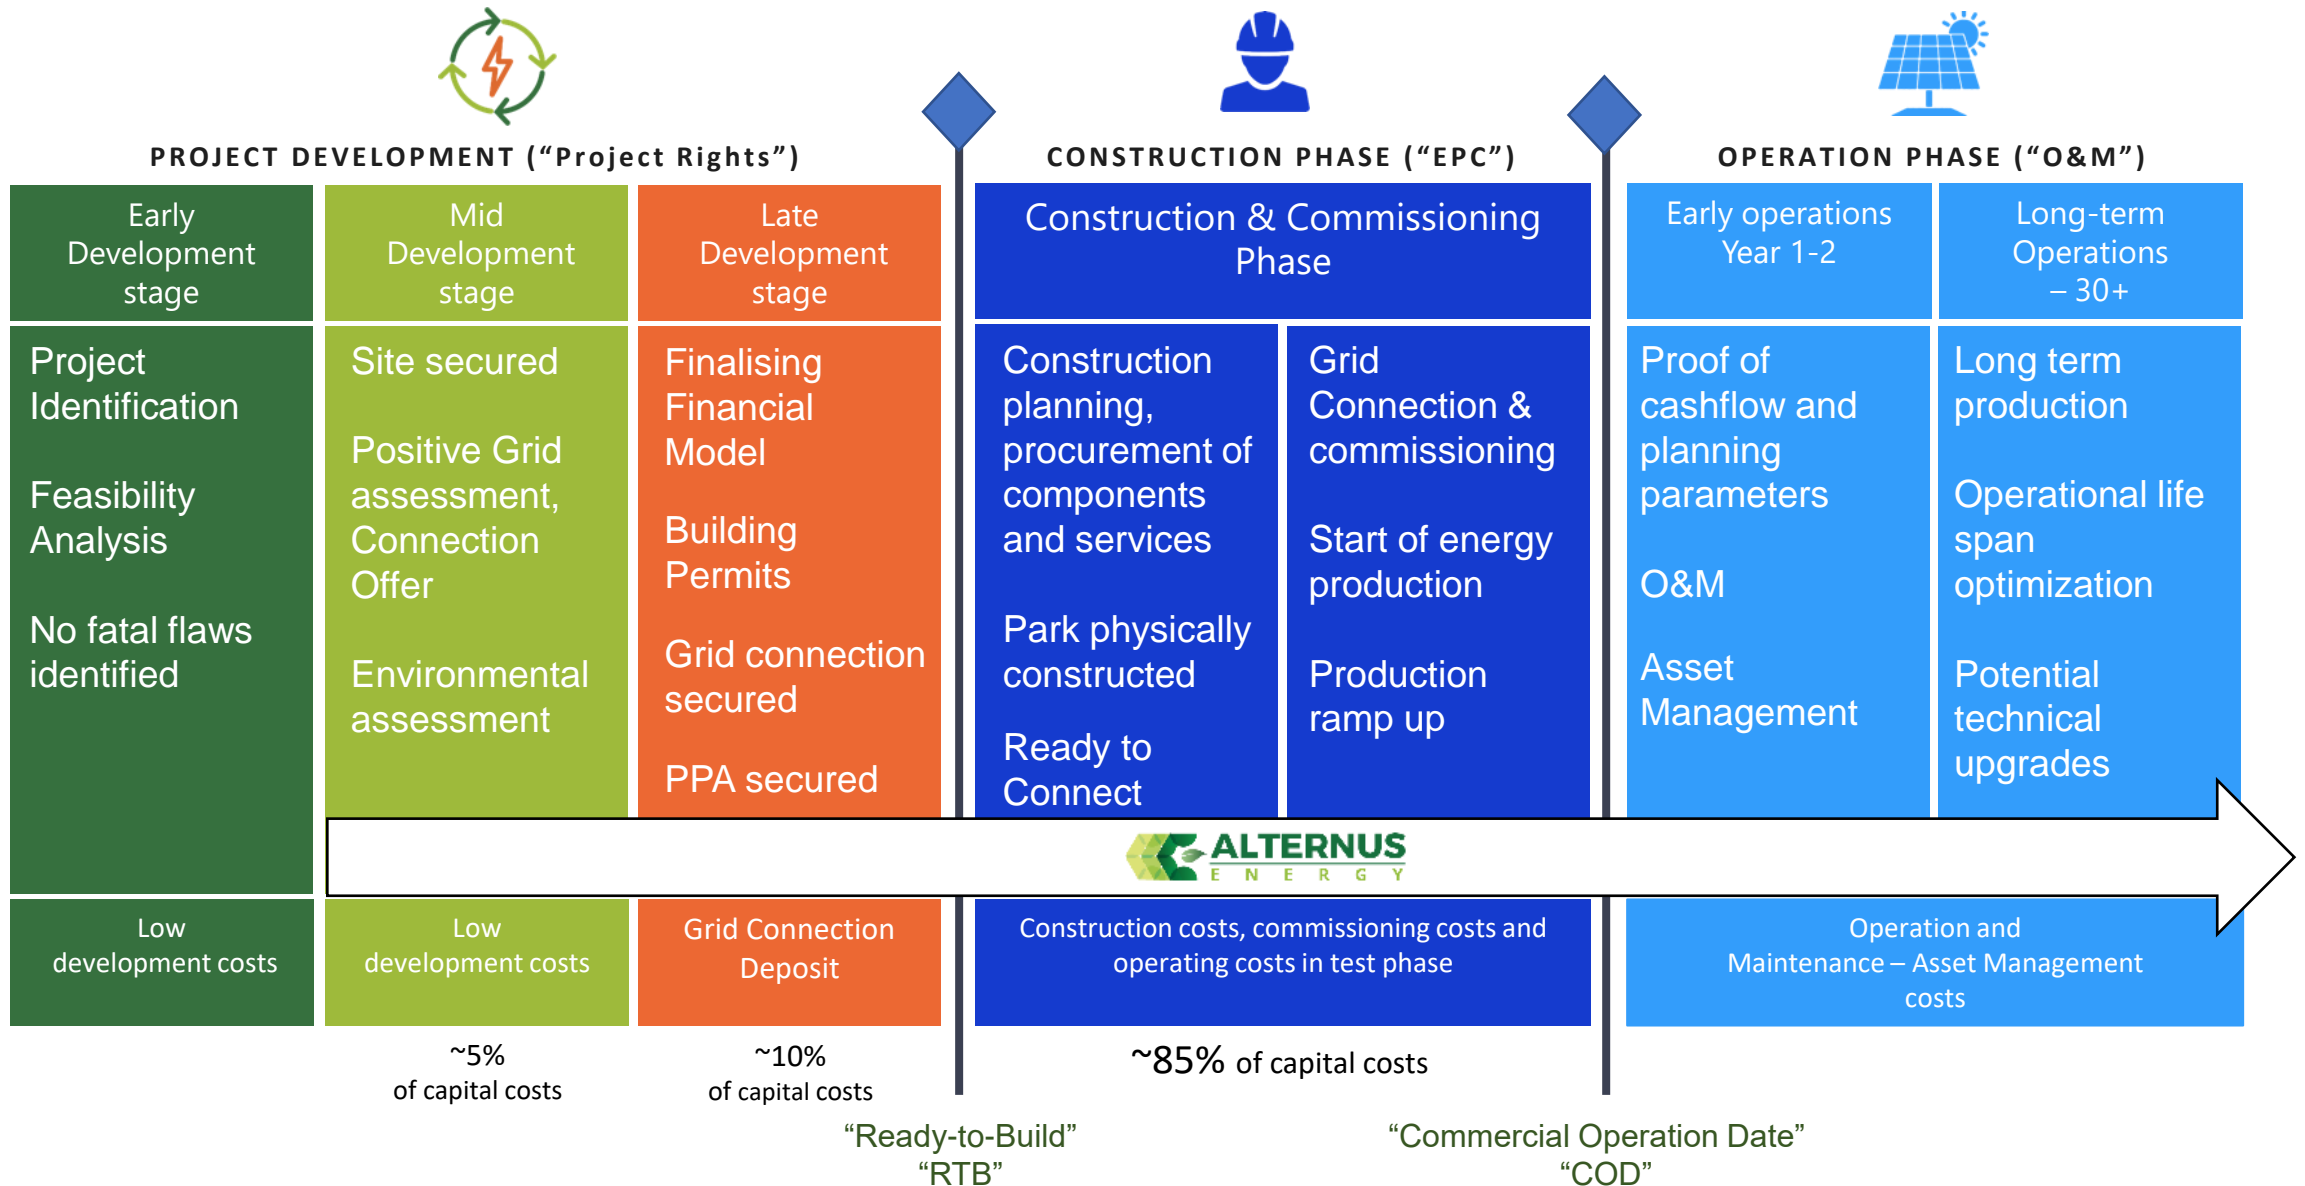 PROJECT DEVELOPMENT (“Project Rights”)
CONSTRUCTION PHASE (“EPC”)
OPERATION PHASE (“O&M”)
Early
Development
stage
Mid
Development
stage
Late
Development
stage
Construction & Commissioning
Phase
Early operations
Year 1-2
Long-term
Operations
– 30+
Project
Identification
Feasibility
Analysis
No fatal flaws
identified
Site secured
Positive Grid
assessment,
Connection
Offer
Environmental
assessment
Finalising
Financial
Model
Building
Permits
Grid connection
secured
PPA secured
Construction
planning,
procurement of
components
and services
Park physically
constructed
Ready to
Connect
Grid
Connection &
commissioning
Start of energy
production
Production
ramp up
Proof of
cashflow and
planning
parameters
O&M
Asset
Management
Long term
production
Operational life
span
optimization
Potential
technical
upgrades
ALTERNUS
ENERGY
Low
development costs
Low
development costs
Grid Connection
Deposit
Construction costs, commissioning costs and
operating costs in test phase
Operation and
Maintenance – Asset Management
costs
~5%
of capital costs
~10%
of capital costs
~85% of capital costs
“Ready-to-Build”
“RTB”
“Commercial Operation Date”
“COD”